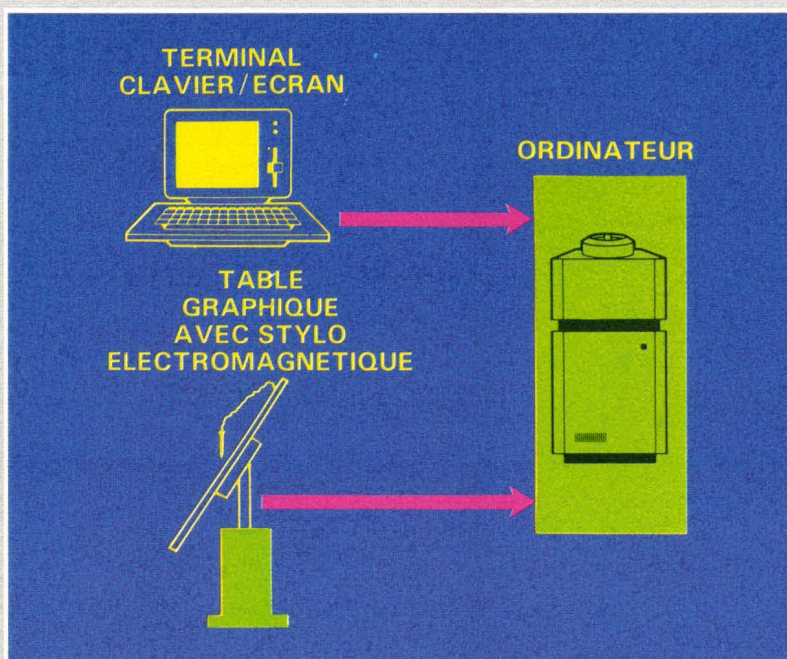 TERMINAL
CLAVIER/ECRAN
ORDINATEUR
TABLE
GRAPHIQUE
AVEC STYLO
ELECTROMAGNETIQUE